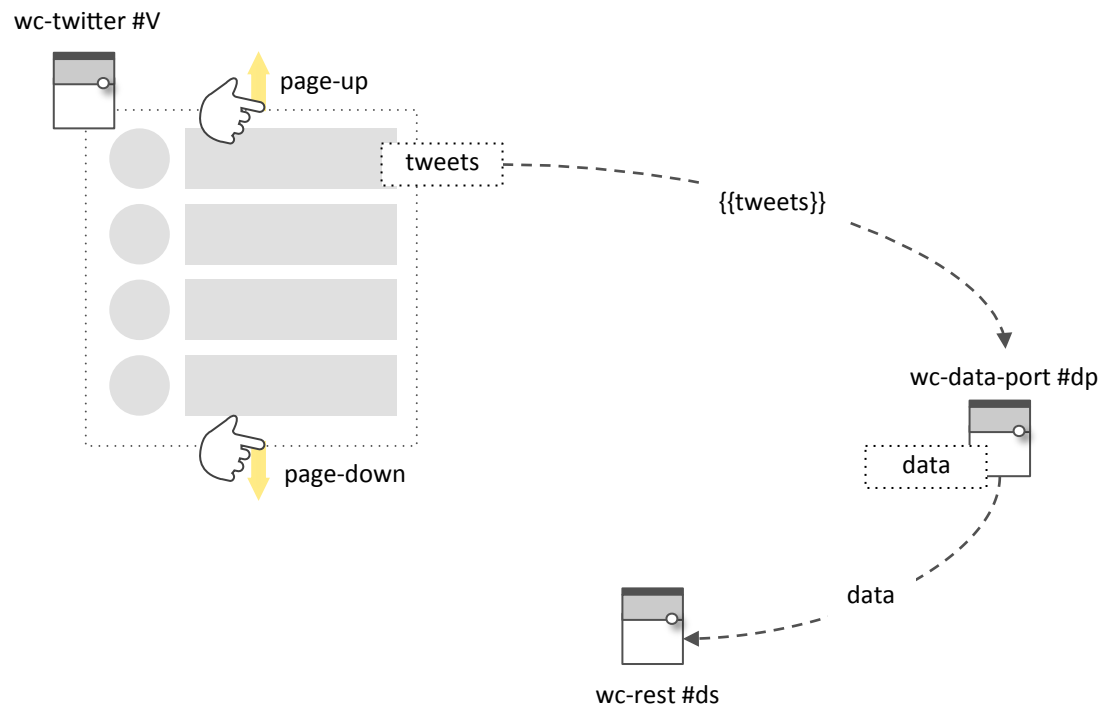 wc-twitter #V
page-up
tweets
{{tweets}}
wc-data-port #dp
data
page-down
data
wc-rest #ds